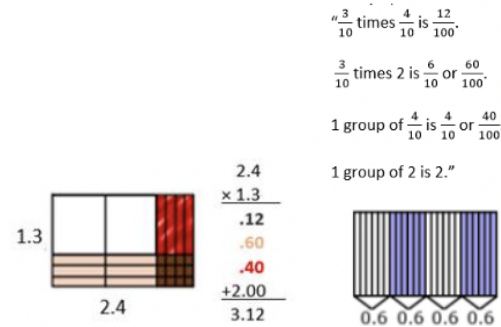 “3/10 times 4/10 is 12/100.
3/10 times 2 is 6/10 or 60/100.
1 group of 4/10 is 4/10 or 40/100
1 group of 2 is 2.”
2.4
× 1.3
.12
.60
.40
+2.00
3.12
1.3
2.4
0.6 0.6 0.6 0.6